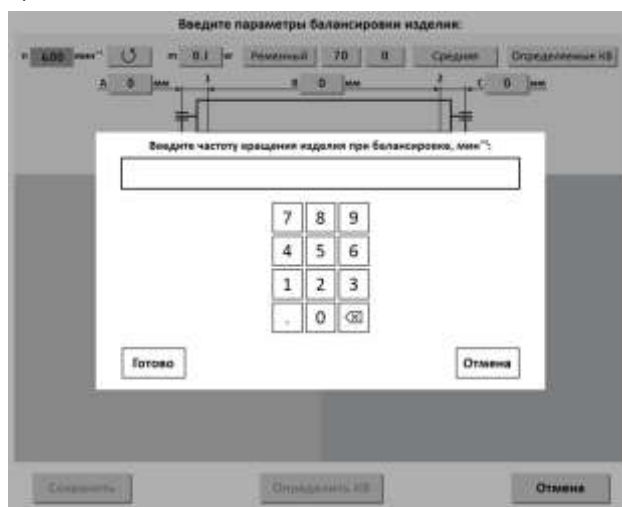 Введите параметры балансировки изделия:
n 600 мин⁻¹ m 0.1 кг Ременный 70 0 Средняя Определяемые КВ
A 0 мм 1 B 0 мм 2 C 0 мм
Введите частоту вращения изделия при балансировке, мин⁻¹:
7 8 9
4 5 6
1 2 3
. 0
Готово Отмена
Сохранить Определить КВ Отмена